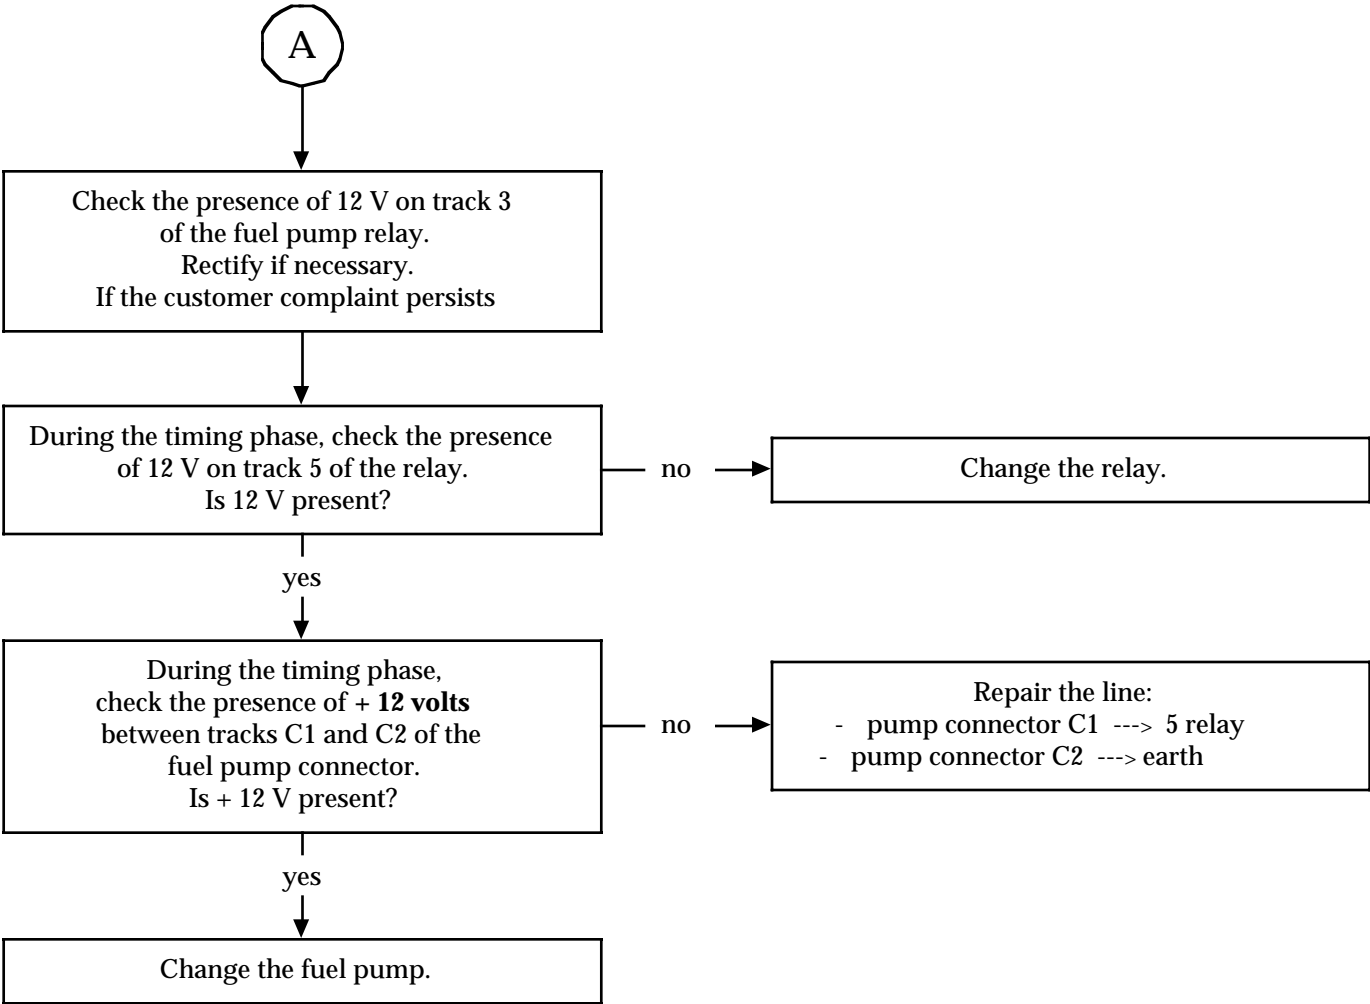 A
Check the presence of 12 V on track 3
of the fuel pump relay.
Rectify if necessary.
If the customer complaint persists
During the timing phase, check the presence
of 12 V on track 5 of the relay.
Is 12 V present?
no
Change the relay.
yes
During the timing phase,
check the presence of + 12 volts
between tracks C1 and C2 of the
fuel pump connector.
Is + 12 V present?
no
Repair the line:
- pump connector C1 ---> 5 relay
- pump connector C2 ---> earth
yes
Change the fuel pump.